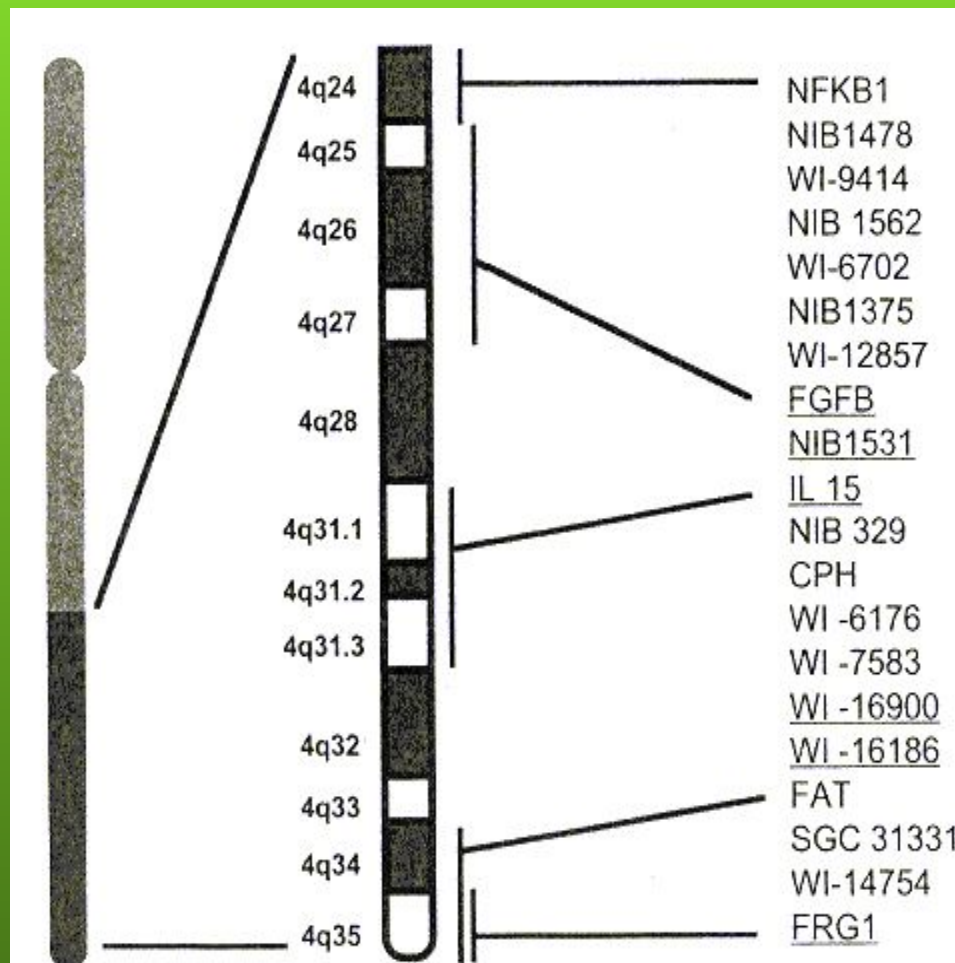 4q24
4q25
4q26
4q27
4q28
4q31.1
4q31.2
4q31.3
4q32
4q33
4q34
4q35
NFKB1
NIB1478
WI-9414
NIB 1562
WI-6702
NIB1375
WI-12857
FGFB
NIB1531
IL 15
NIB 329
CPH
WI -6176
WI -7583
WI -16900
WI -16186
FAT
SGC 31331
WI-14754
FRG1